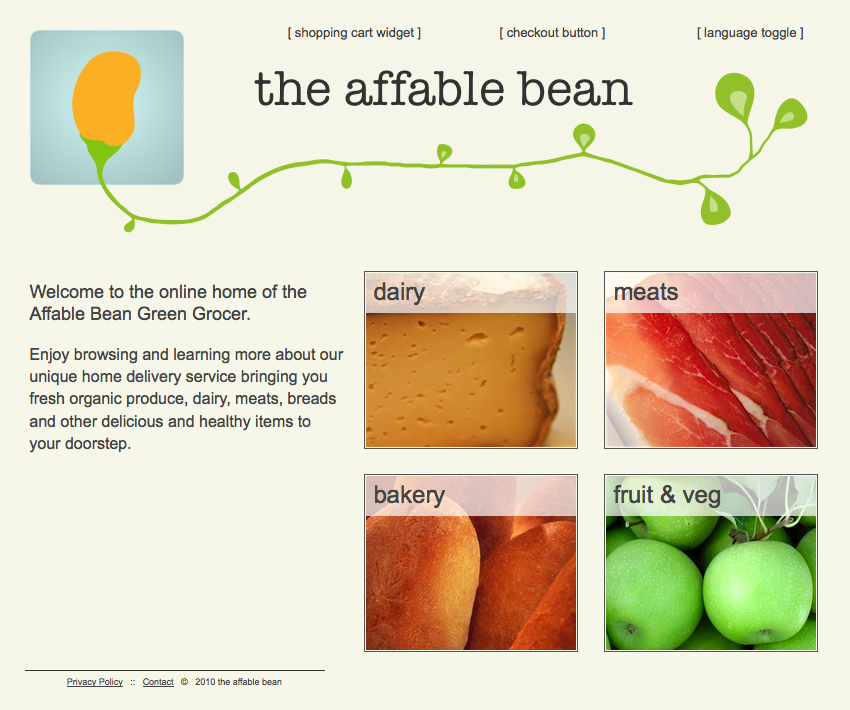 [ shopping cart widget ]
[ checkout button ]
[ language toggle ]
the affable bean
Welcome to the online home of the
Affable Bean Green Grocer.
Enjoy browsing and learning more about our
unique home delivery service bringing you
fresh organic produce, dairy, meats, breads
and other delicious and healthy items to
your doorstep.
dairy
meats
bakery
fruit & veg
Privacy Policy :: Contact © 2010 the affable bean